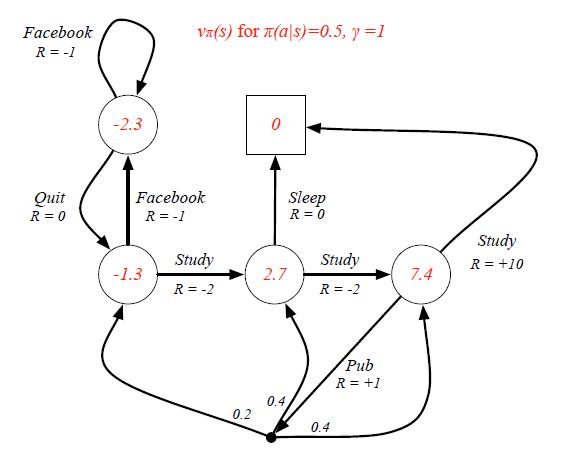 Facebook
R = -1
vπ(s) for π(a|s)=0.5, γ =1
-2.3
0
Quit
R = 0
Facebook
R = -1
Sleep
R = 0
Study
R = +10
-1.3
Study
R = -2
2.7
Study
R = -2
7.4
Pub
R = +1
0.2
0.4
0.4